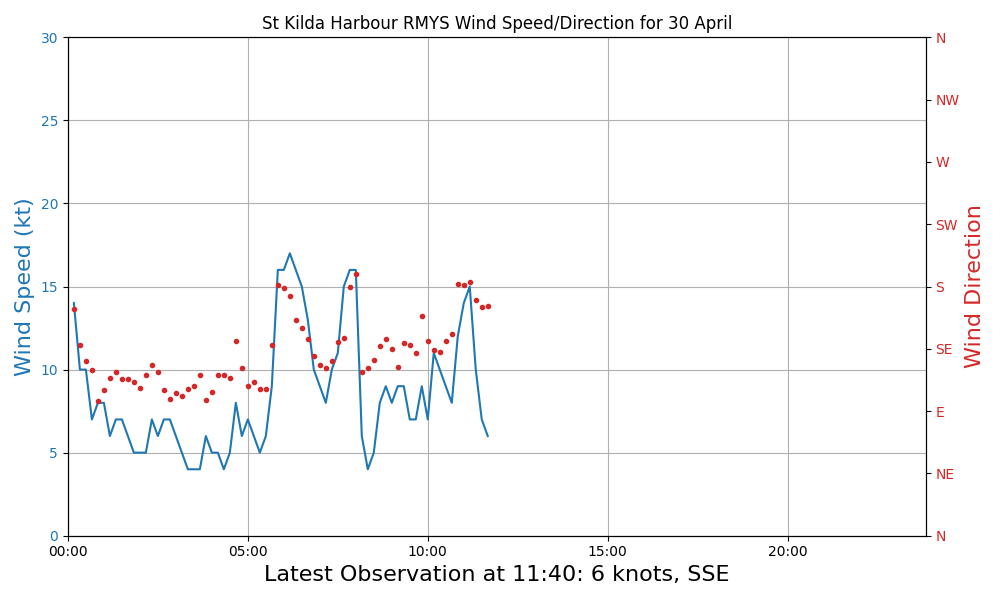 St Kilda Harbour RMYS Wind Speed/Direction for 30 April
30
25
20
15
10
5
0
Wind Speed (kt)
N
NW
W
SW
S
SE
E
NE
N
Wind Direction
00:00 05:00 10:00 15:00 20:00
Latest Observation at 11:40: 6 knots, SSE